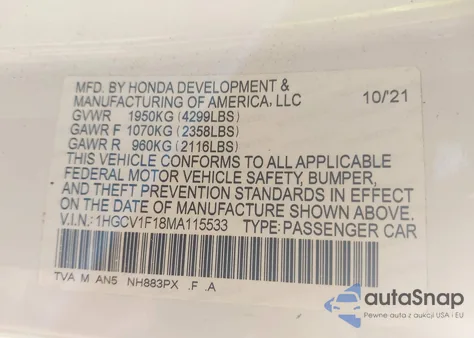 MFD. BY HONDA DEVELOPMENT &
MANUFACTURING OF AMERICA, LLC 10/'21
GVWR 1950KG (4299LBS)
GAWR F 1070KG (2358LBS)
GAWR R 960KG (2116LBS)
THIS VEHICLE CONFORMS TO ALL APPLICABLE
FEDERAL MOTOR VEHICLE SAFETY, BUMPER,
AND THEFT PREVENTION STANDARDS IN EFFECT
ON THE DATE OF MANUFACTURE SHOWN ABOVE.
V.I.N.: 1HGCV1F18MA115533 TYPE: PASSENGER CAR
TVA M AN5 NH883PX .F .A
autoSnap
Pewne auta z aukcji USA i EU